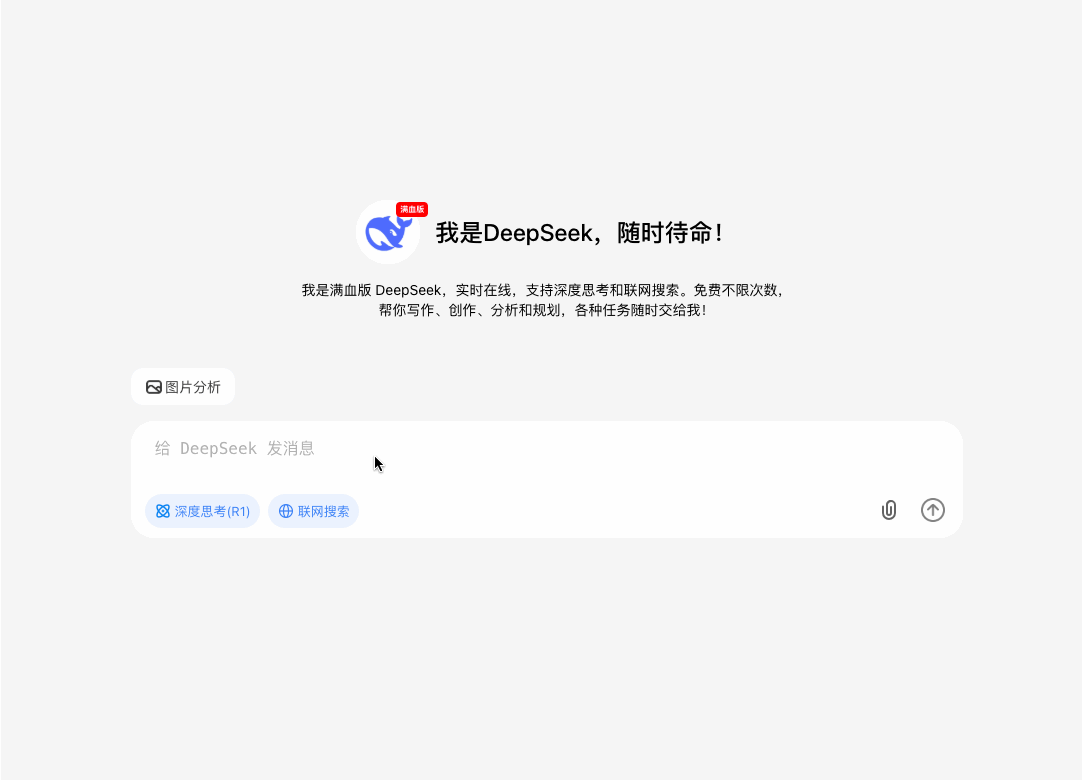 满血版
我是DeepSeek，随时待命！
我是满血版 DeepSeek，实时在线，支持深度思考和联网搜索。免费不限次数，
帮你写作、创作、分析和规划，各种任务随时交给我！
图片分析
给 DeepSeek 发消息
深度思考(R1) 联网搜索